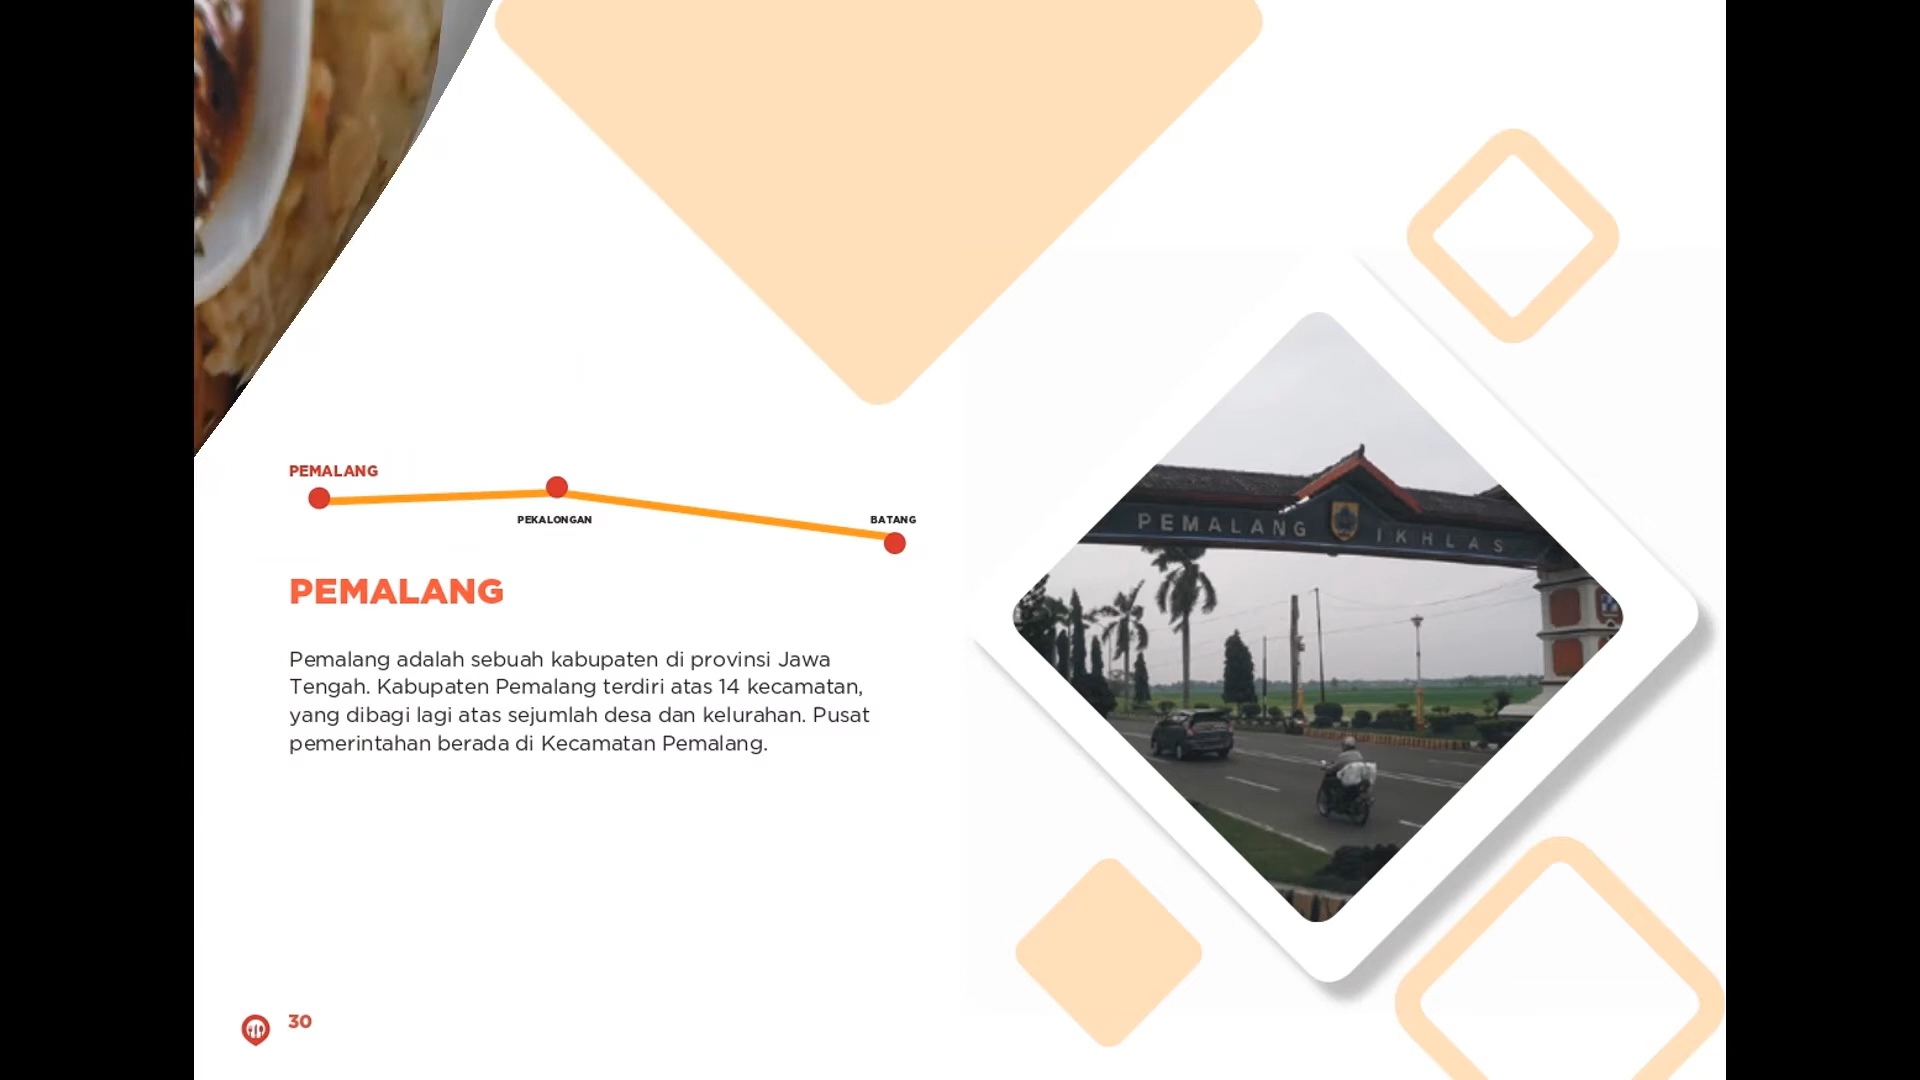 PEMALANG
PEKALONGAN
BATANG
PEMALANG
Pemalang adalah sebuah kabupaten di provinsi Jawa
Tengah. Kabupaten Pemalang terdiri atas 14 kecamatan,
yang dibagi lagi atas sejumlah desa dan kelurahan. Pusat
pemerintahan berada di Kecamatan Pemalang.
PEMALANG IKHLAS
30